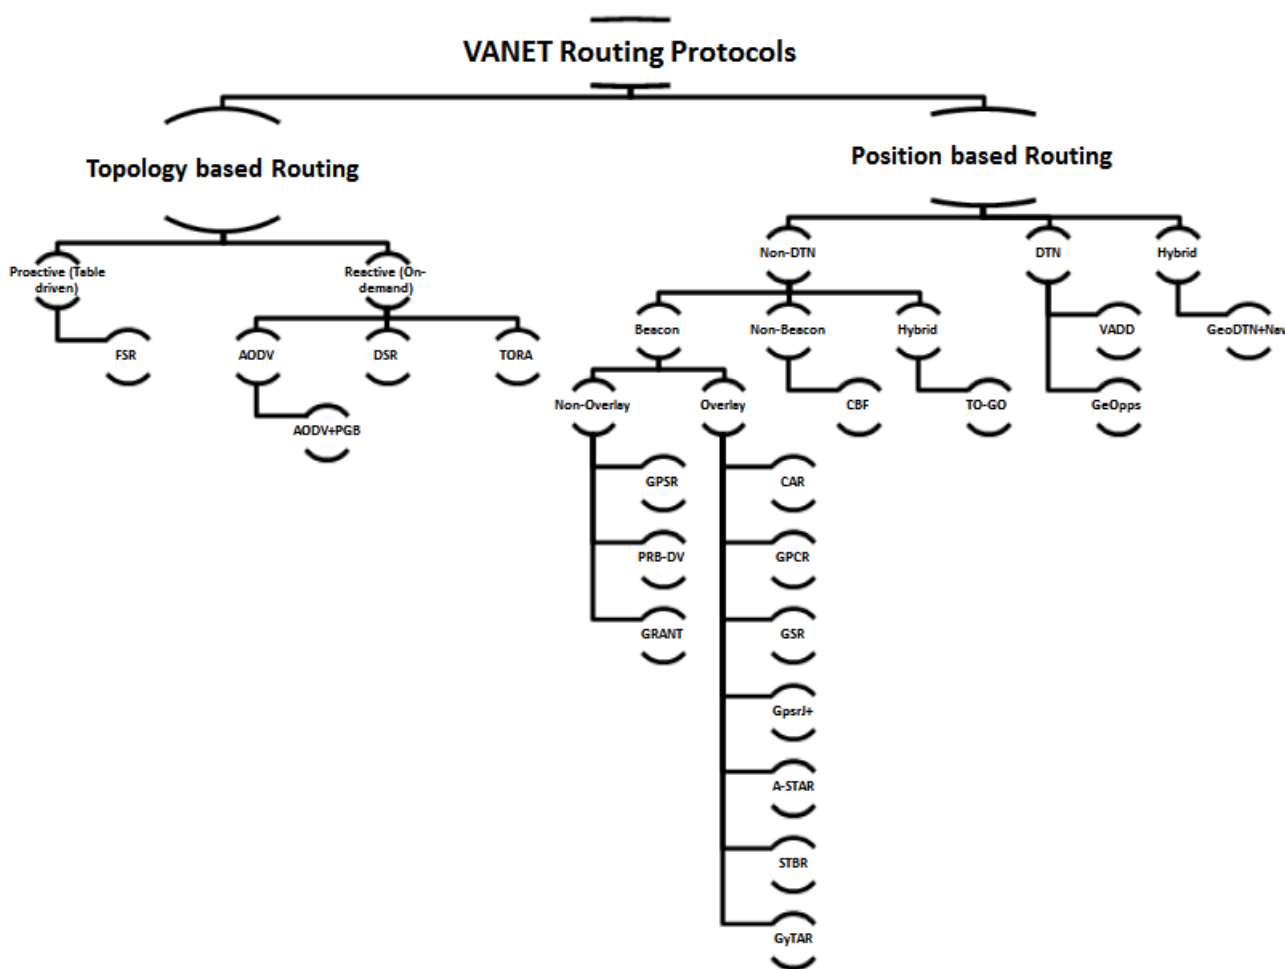 VANET Routing Protocols
Topology based Routing
Position based Routing
Proactive (Table
driven)
Reactive (On-
demand)
Non-DTN
DTN
Hybrid
FSR
AODV
DSR
TORA
Beacon
Non-Beacon
Hybrid
VADD
GeoDTN+Nav
AODV+PGB
Non-Overlay
Overlay
CBF
TO-GO
GeOpps
GPSR
CAR
PRB-DV
GPCR
GRANT
GSR
GpsrJ+
A-STAR
STBR
GyTAR